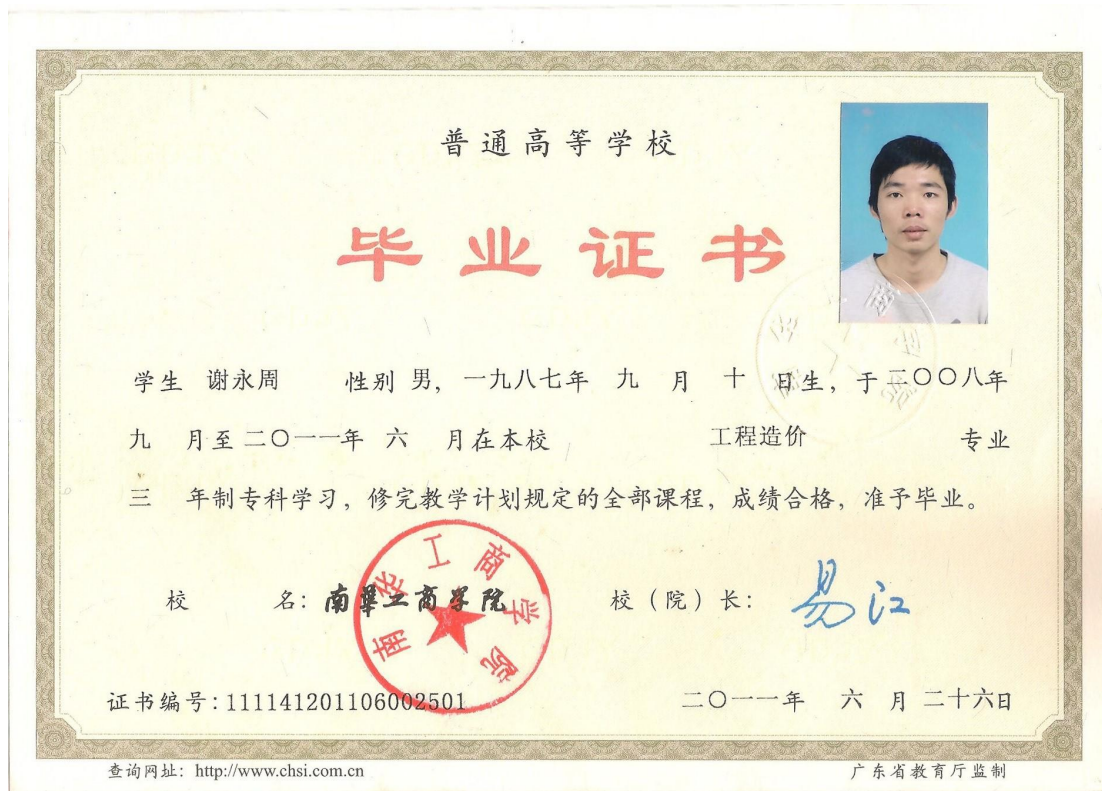 普通高等学校
毕业证书
学生 谢永周 性别 男，一九八七年 九 月 十 日生，于二〇〇八年
九 月至二〇一一年 六 月在本校 工程造价 专业
三 年制专科学习，修完教学计划规定的全部课程，成绩合格，准予毕业。
南华工商学院
校 名：南华工商学院 校（院）长：易江
证书编号：111141201106002501 二〇一一年 六 月 二十六日
查询网址：http://www.chsi.com.cn 广东省教育厅监制